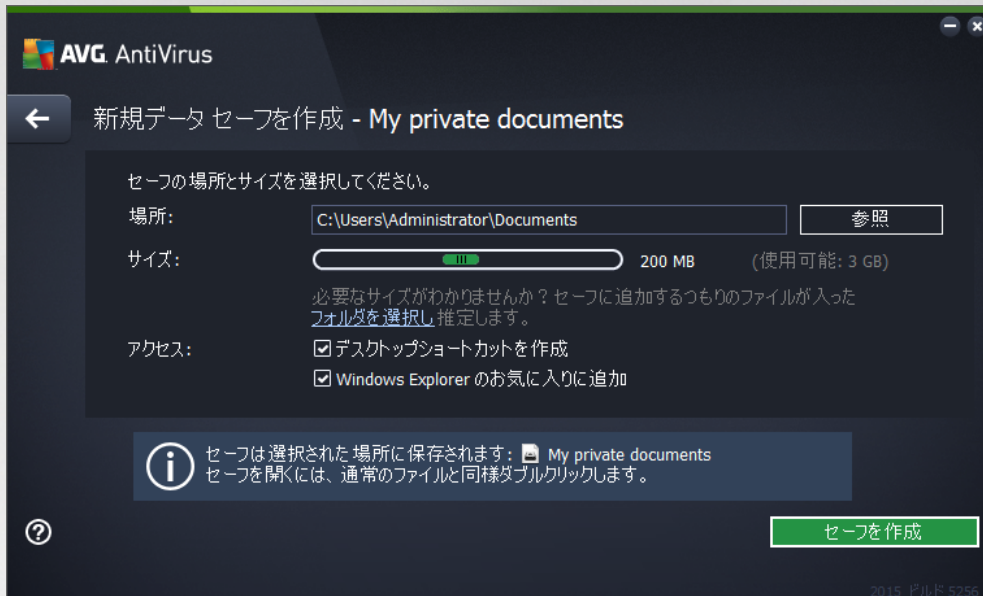 AVG AntiVirus
新規データ セーフを作成 - My private documents
セーフの場所とサイズを選択してください。
場所: C:\Users\Administrator\Documents 参照
サイズ: 200 MB (使用可能: 3 GB)
必要なサイズがわかりませんか？セーフに追加するつもりのファイルが入った
フォルダを選択し推定します。
アクセス: デスクトップショートカットを作成
Windows Explorer のお気に入りに追加
セーフは選択された場所に保存されます: My private documents
セーフを開くには、通常のファイルと同様ダブルクリックします。
セーフを作成
2015 ビルド 5256